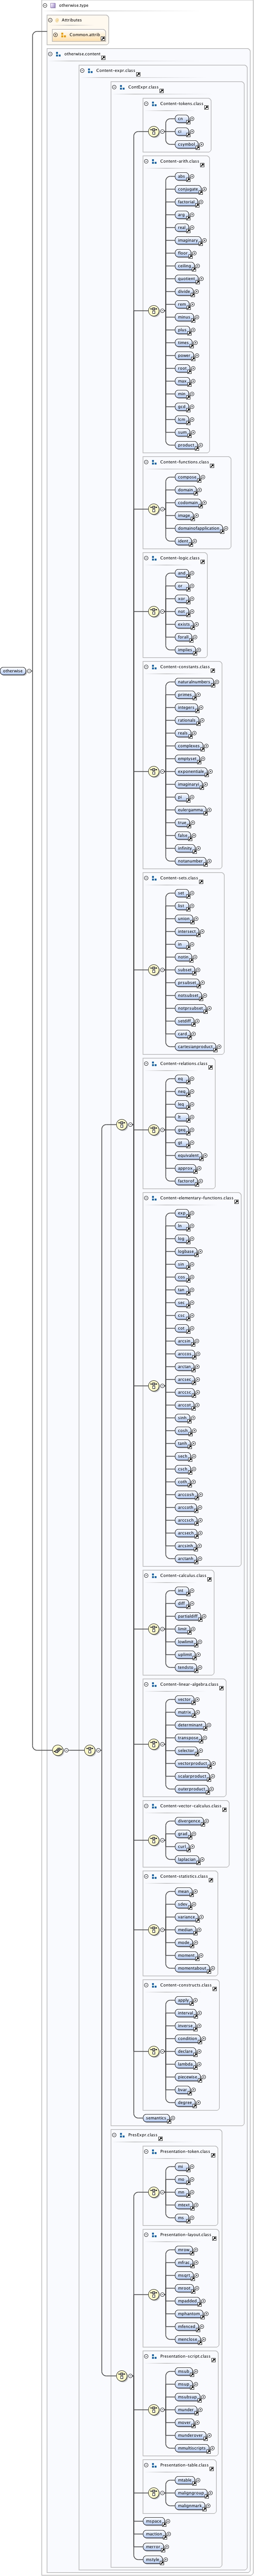 otherwise.type
Attributes
Common.attrib
otherwise.content
Content-expr.class
ContExpr.class
Content-tokens.class
cn
ci
csymbol
Content-arith.class
abs
conjugate
factorial
arg
real
imaginary
floor
ceiling
quotient
divide
rem
minus
plus
times
power
root
max
min
gcd
lcm
sum
product
Content-functions.class
compose
domain
codomain
image
domainofapplication
ident
Content-logic.class
and
or
xor
not
exists
forall
implies
Content-constants.class
naturalnumbers
primes
integers
rationals
otherwise
reals
complexes
emptyset
exponentiale
imaginaryi
pi
eulergamma
true
false
infinity
notanumber
Content-sets.class
set
list
union
intersect
in
notin
subset
prsubset
notsubset
notprsubset
setdiff
card
cartesianproduct
Content-relations.class
eq
neq
leq
lt
geq
gt
equivalent
approx
factorof
Content-elementary-functions.class
exp
ln
log
logbase
sin
cos
tan
sec
csc
cot
arcsin
arccos
arctan
arcsec
arccsc
arccot
sinh
cosh
tanh
sech
csch
coth
arccosh
arccoth
arccsch
arcsech
arcsinh
arctanh
Content-calculus.class
int
diff
partialdiff
limit
lowlimit
uplimit
tendsto
Content-linear-algebra.class
vector
matrix
determinant
transpose
selector
vectorproduct
scalarproduct
outerproduct
Content-vector-calculus.class
divergence
grad
curl
laplacian
Content-statistics.class
mean
sdev
variance
median
mode
moment
momentabout
Content-constructs.class
apply
interval
inverse
condition
declare
lambda
piecewise
bvar
degree
semantics
PresExpr.class
Presentation-token.class
mi
mo
mn
mtext
ms
Presentation-layout.class
mrow
mfrac
msqrt
mroot
mpadded
mphantom
mfenced
menclose
Presentation-script.class
msub
msup
msubsup
munder
mover
munderover
mmultiscripts
Presentation-table.class
mtable
maligngroup
malignmark
mspace
maction
merror
mstyle